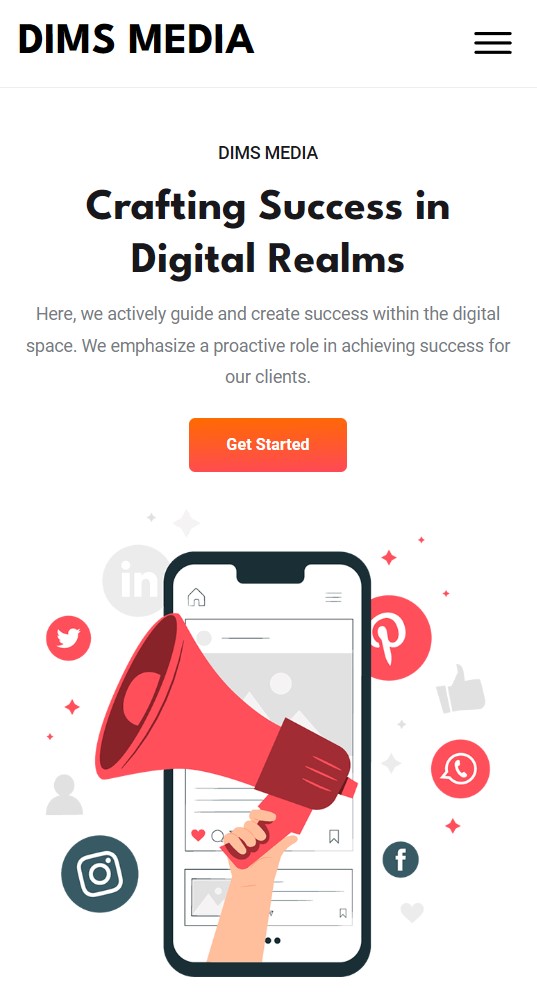 DIMS MEDIA
DIMS MEDIA
Crafting Success in
Digital Realms
Here, we actively guide and create success within the digital
space. We emphasize a proactive role in achieving success for
our clients.
Get Started
in